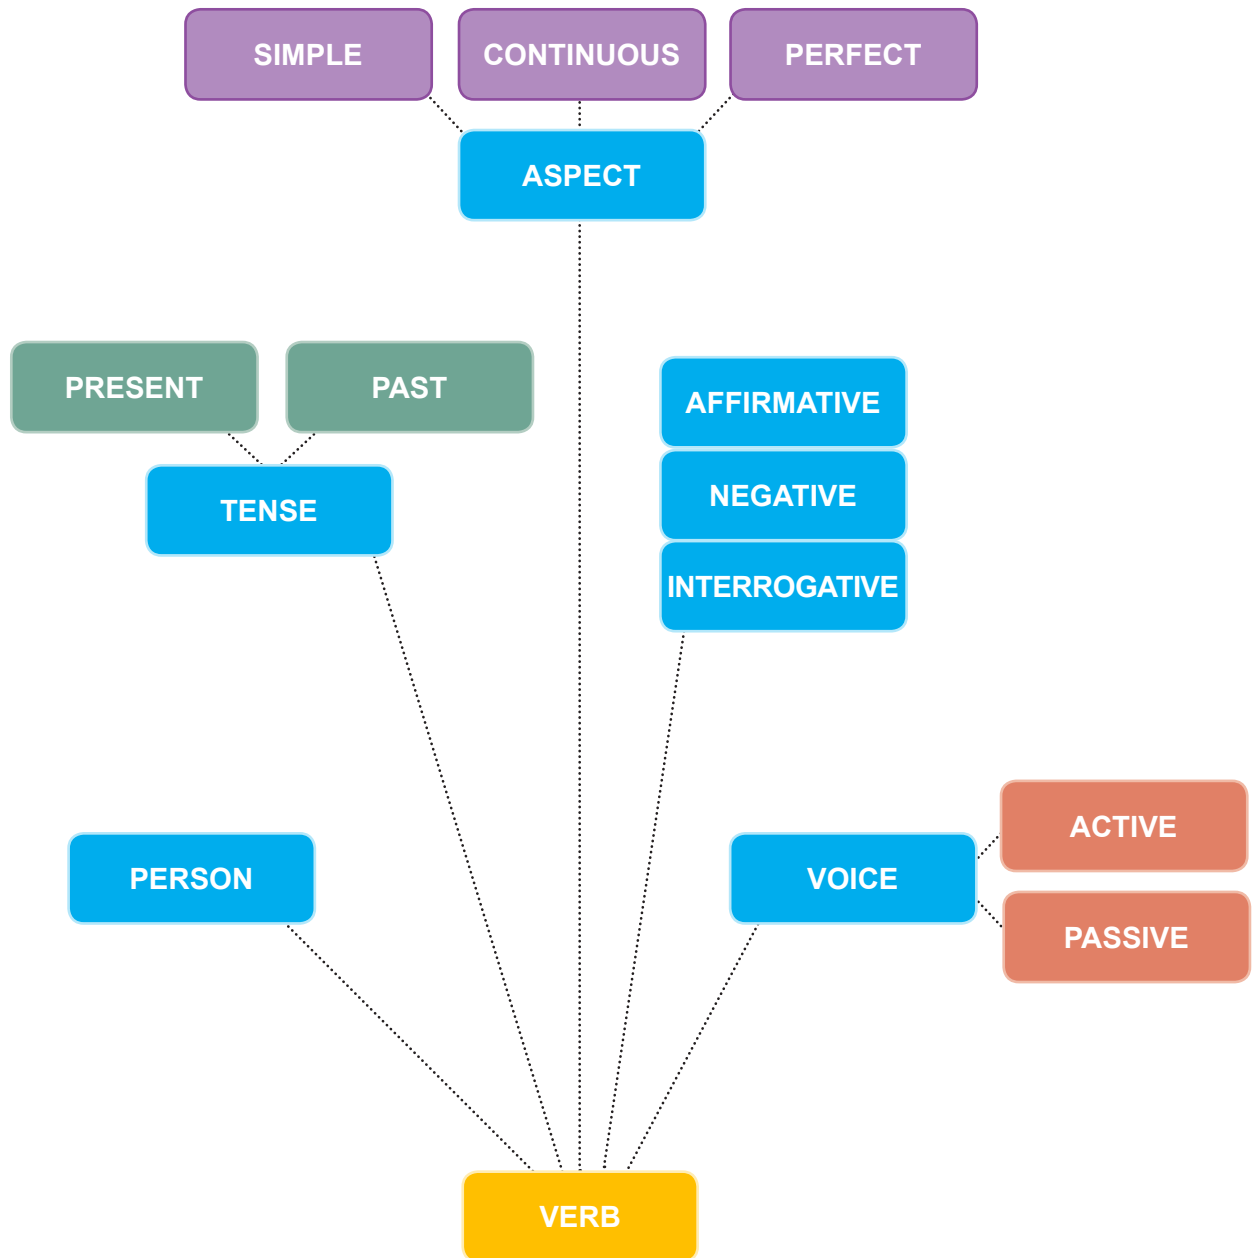 SIMPLE
CONTINUOUS
PERFECT
ASPECT
PRESENT
PAST
TENSE
AFFIRMATIVE
NEGATIVE
INTERROGATIVE
PERSON
VOICE
ACTIVE
PASSIVE
VERB